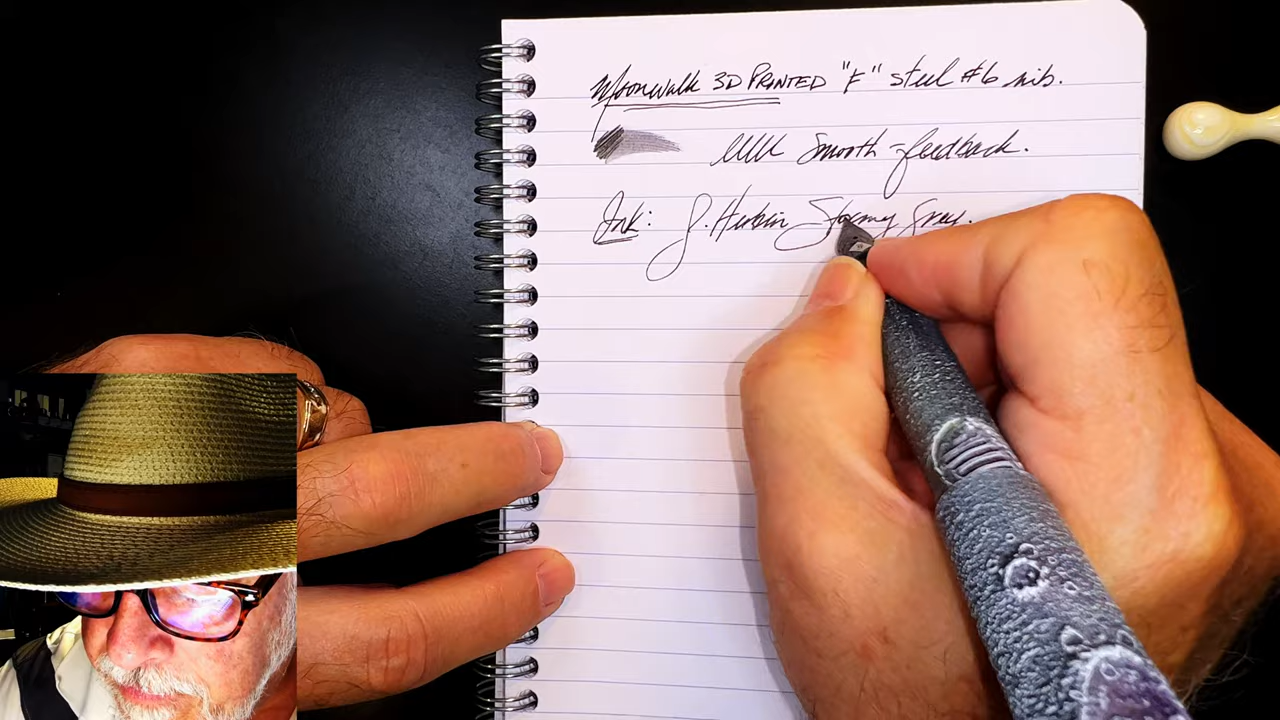 Moonwalk 3D PRINTED "F" steel #6 nib.
Smooth - feedback.
Ink: J. Herbin Stormy Grey.